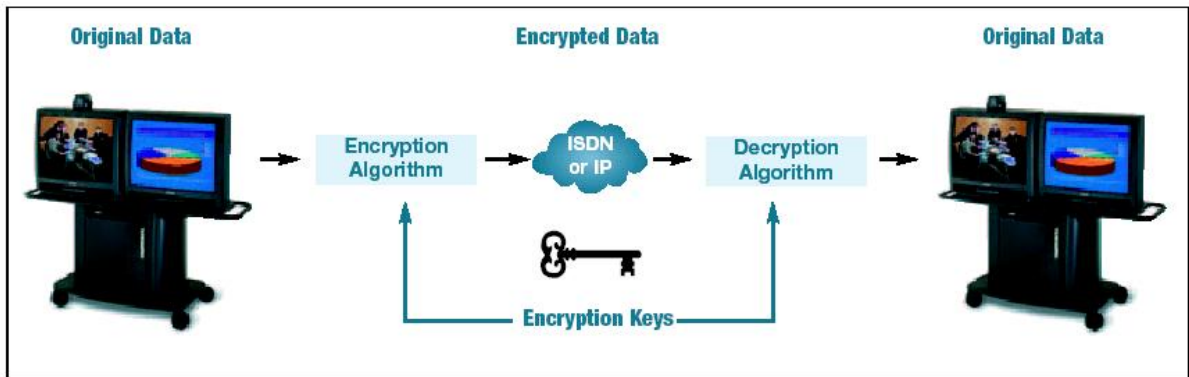 Original Data
Encrypted Data
Original Data
Encryption
Algorithm
ISDN
or IP
Decryption
Algorithm
Encryption Keys